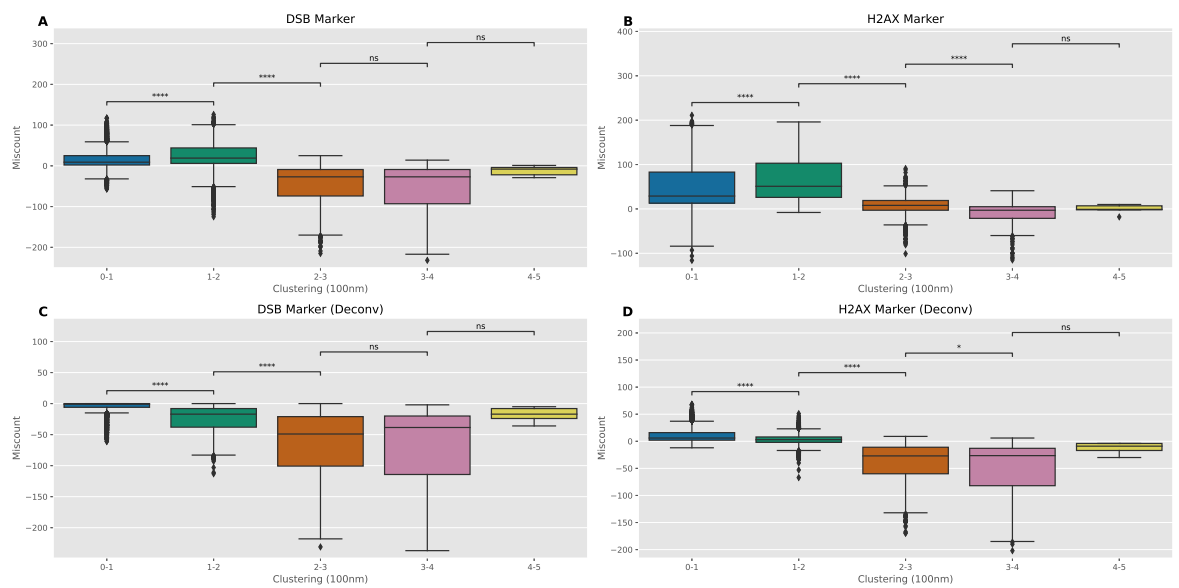 A
DSB Marker
300
200
100
0
−100
−200
Miscount
****
****
ns
ns
0-1
1-2
2-3
3-4
4-5
Clustering (100nm)
B
H2AX Marker
400
300
200
100
0
−100
Miscount
****
****
****
ns
0-1
1-2
2-3
3-4
4-5
Clustering (100nm)
C
DSB Marker (Deconv)
100
50
0
−50
−100
−150
−200
Miscount
****
****
ns
ns
0-1
1-2
2-3
3-4
4-5
Clustering (100nm)
D
H2AX Marker (Deconv)
200
150
100
50
0
−50
−100
−150
−200
Miscount
****
****
*
ns
0-1
1-2
2-3
3-4
4-5
Clustering (100nm)